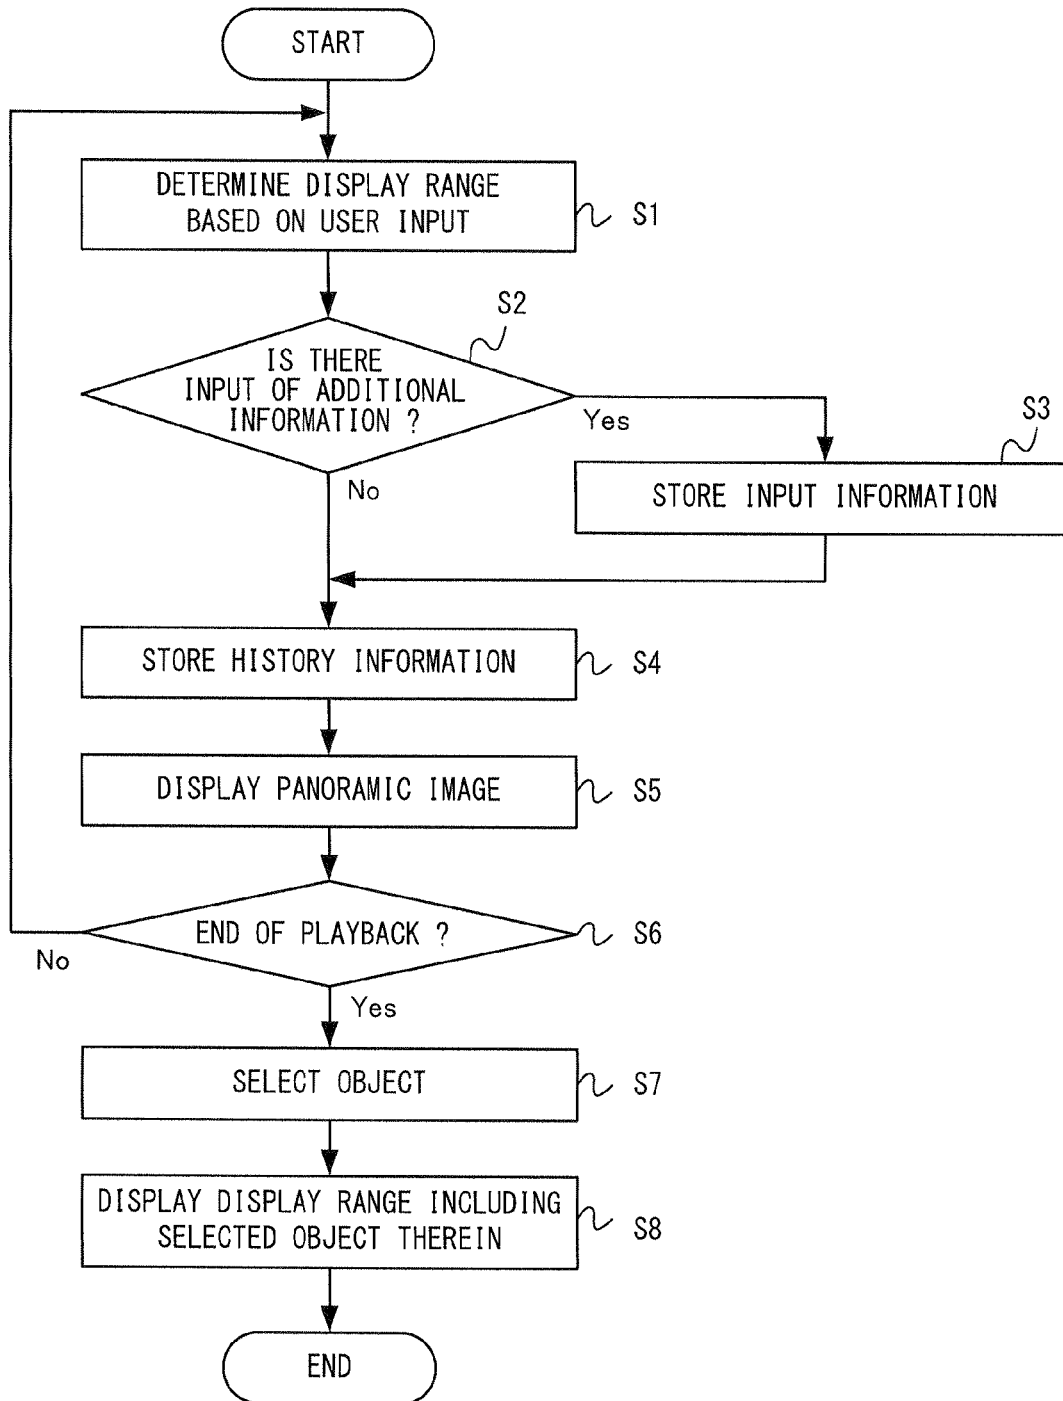 START
DETERMINE DISPLAY RANGE
BASED ON USER INPUT
S1
S2
IS THERE
INPUT OF ADDITIONAL
INFORMATION ?
Yes
No
S3
STORE INPUT INFORMATION
STORE HISTORY INFORMATION
S4
DISPLAY PANORAMIC IMAGE
S5
END OF PLAYBACK ?
S6
No
Yes
SELECT OBJECT
S7
DISPLAY DISPLAY RANGE INCLUDING
SELECTED OBJECT THEREIN
S8
END